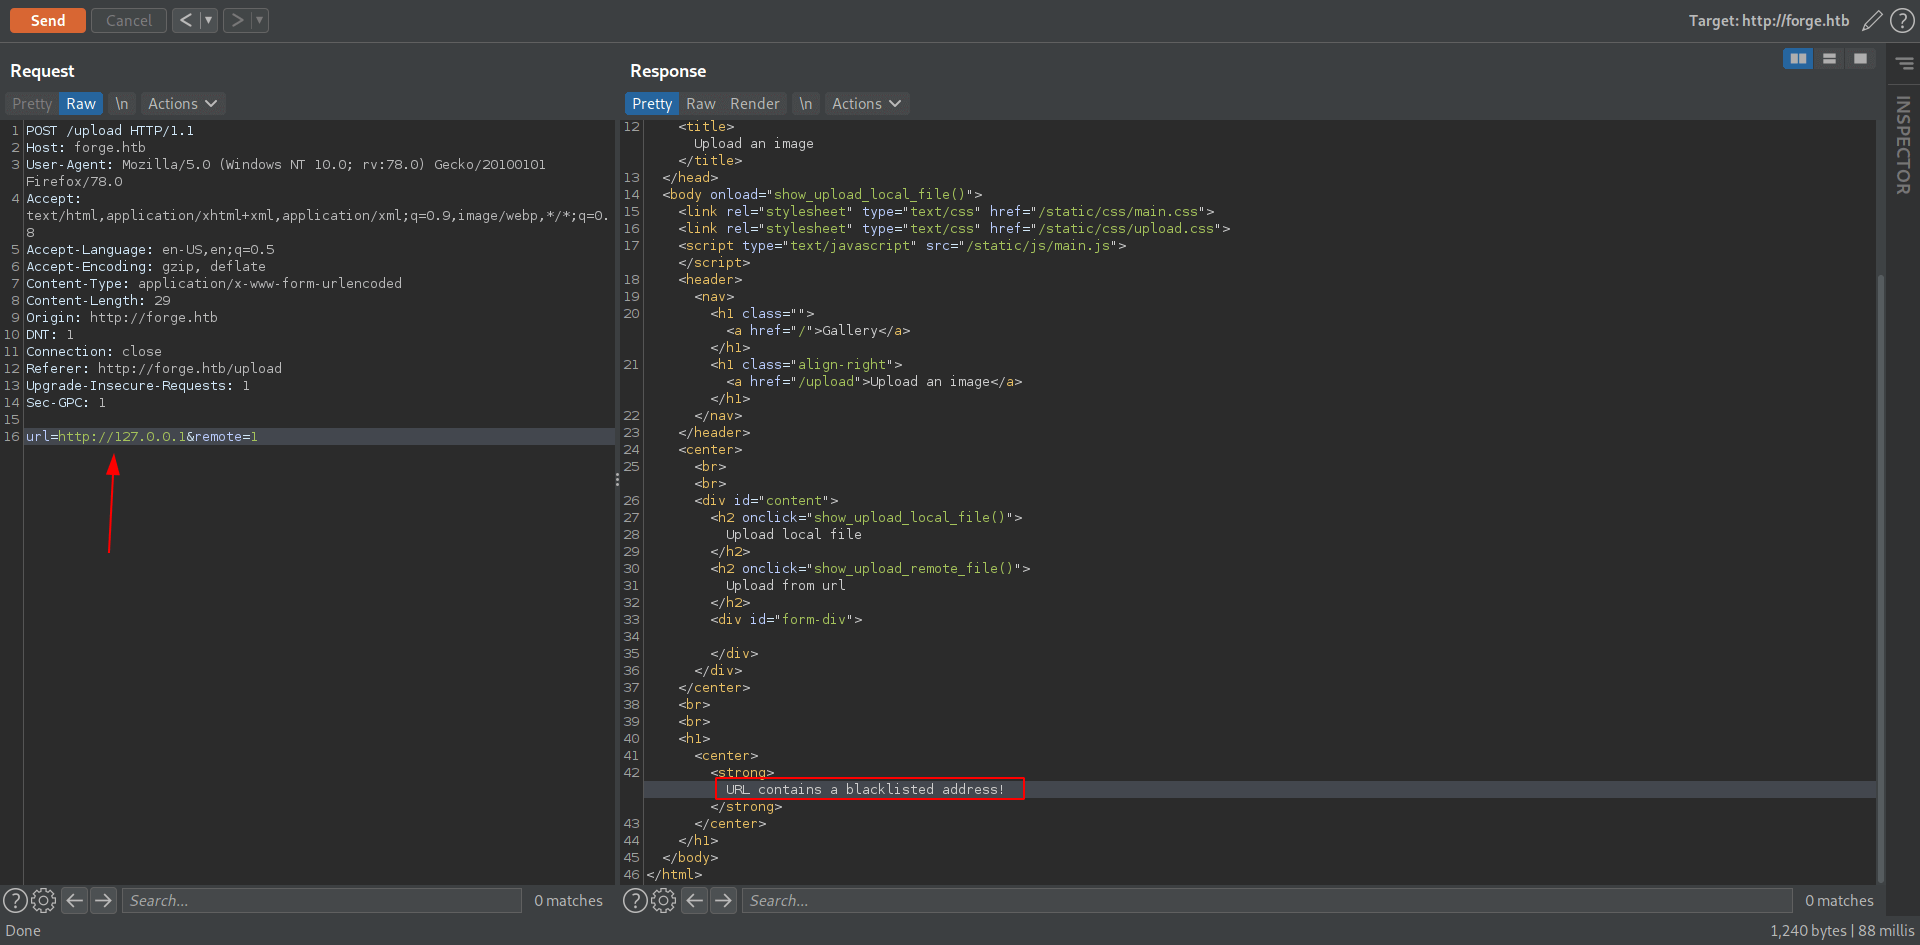 Send Cancel < ▼ > ▼ Target: http://forge.htb ?
Request
Pretty Raw \n Actions
1 POST /upload HTTP/1.1
2 Host: forge.htb
3 User-Agent: Mozilla/5.0 (Windows NT 10.0; rv:78.0) Gecko/20100101
Firefox/78.0
4 Accept:
text/html,application/xhtml+xml,application/xml;q=0.9,image/webp,*/*;q=0.
8
5 Accept-Language: en-US,en;q=0.5
6 Accept-Encoding: gzip, deflate
7 Content-Type: application/x-www-form-urlencoded
8 Content-Length: 29
9 Origin: http://forge.htb
10 DNT: 1
11 Connection: close
12 Referer: http://forge.htb/upload
13 Upgrade-Insecure-Requests: 1
14 Sec-GPC: 1
15
16 url=http://127.0.0.1&remote=1
? Search... 0 matches
Response
Pretty Raw Render \n Actions
12 <title>
Upload an image
</title>
13 </head>
14 <body onload="show_upload_local_file()">
15 <link rel="stylesheet" type="text/css" href="/static/css/main.css">
16 <link rel="stylesheet" type="text/css" href="/static/css/upload.css">
17 <script type="text/javascript" src="/static/js/main.js">
</script>
18 <header>
19 <nav>
20 <h1 class="">
<a href="/">Gallery</a>
</h1>
21 <h1 class="align-right">
<a href="/upload">Upload an image</a>
</h1>
22 </nav>
23 </header>
24 <center>
25 <br>
<br>
26 <div id="content">
27 <h2 onclick="show_upload_local_file()">
28 Upload local file
29 </h2>
30 <h2 onclick="show_upload_remote_file()">
31 Upload from url
32 </h2>
33 <div id="form-div">
34
35 </div>
36 </div>
37 </center>
38 <br>
39 <br>
40 <h1>
41 <center>
42 <strong>
URL contains a blacklisted address!
</strong>
43 </center>
44 </h1>
45 </body>
46 </html>
? Search... 0 matches
INSPECTOR
Done
1,240 bytes | 88 millis